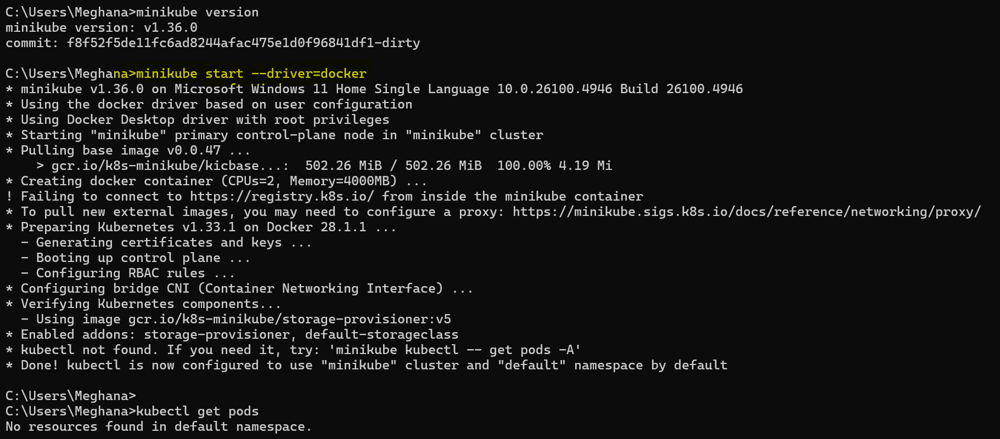 C:\Users\Meghana>minikube version
minikube version: v1.36.0
commit: f8f52f5de11fc6ad8244afac475e1d0f96841df1-dirty
C:\Users\Meghana>minikube start --driver=docker
* minikube v1.36.0 on Microsoft Windows 11 Home Single Language 10.0.26100.4946 Build 26100.4946
* Using the docker driver based on user configuration
* Using Docker Desktop driver with root privileges
* Starting "minikube" primary control-plane node in "minikube" cluster
* Pulling base image v0.0.47 ...
    > gcr.io/k8s-minikube/kicbase...:  502.26 MiB / 502.26 MiB  100.00% 4.19 Mi
* Creating docker container (CPUs=2, Memory=4000MB) ...
! Failing to connect to https://registry.k8s.io/ from inside the minikube container
* To pull new external images, you may need to configure a proxy: https://minikube.sigs.k8s.io/docs/reference/networking/proxy/
* Preparing Kubernetes v1.33.1 on Docker 28.1.1 ...
  - Generating certificates and keys ...
  - Booting up control plane ...
  - Configuring RBAC rules ...
* Configuring bridge CNI (Container Networking Interface) ...
* Verifying Kubernetes components...
  - Using image gcr.io/k8s-minikube/storage-provisioner:v5
* Enabled addons: storage-provisioner, default-storageclass
* kubectl not found. If you need it, try: 'minikube kubectl -- get pods -A'
* Done! kubectl is now configured to use "minikube" cluster and "default" namespace by default
C:\Users\Meghana>
C:\Users\Meghana>kubectl get pods
No resources found in default namespace.